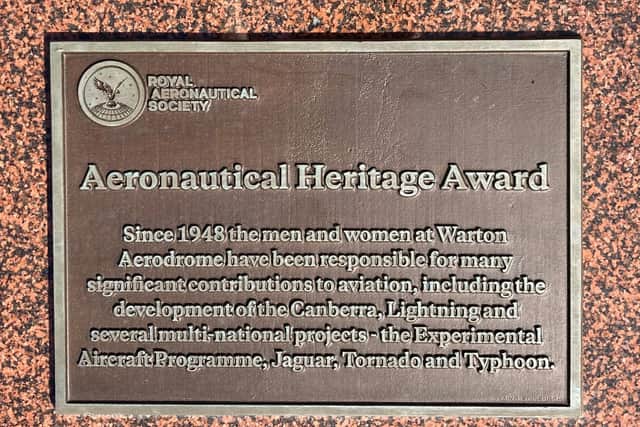 ROYAL
AERONAUTICAL
SOCIETY
Aeronautical Heritage Award
Since 1948 the men and women at Warton
Aerodrome have been responsible for many
significant contributions to aviation, including the
development of the Canberra, Lightning and
several multi-national projects - the Experimental
Aircraft Programme, Jaguar, Tornado and Typhoon.